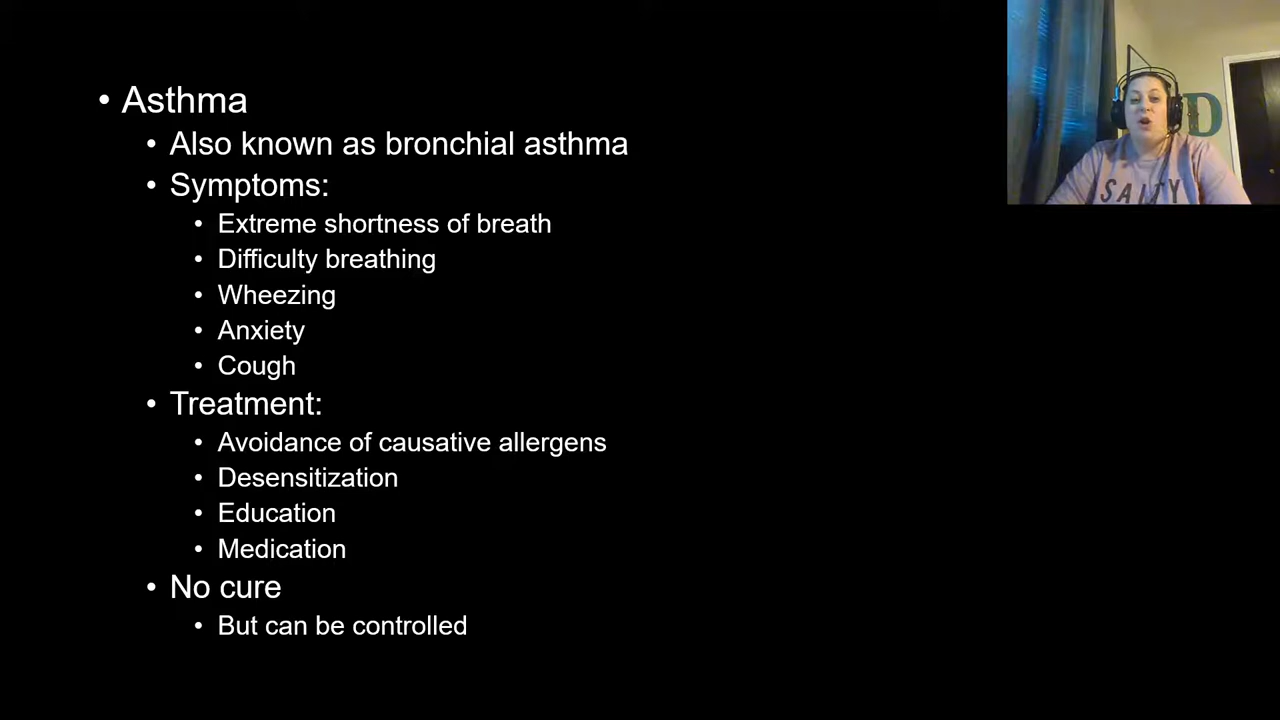 • Asthma
• Also known as bronchial asthma
• Symptoms:
• Extreme shortness of breath
• Difficulty breathing
• Wheezing
• Anxiety
• Cough
• Treatment:
• Avoidance of causative allergens
• Desensitization
• Education
• Medication
• No cure
• But can be controlled
SALTY
D